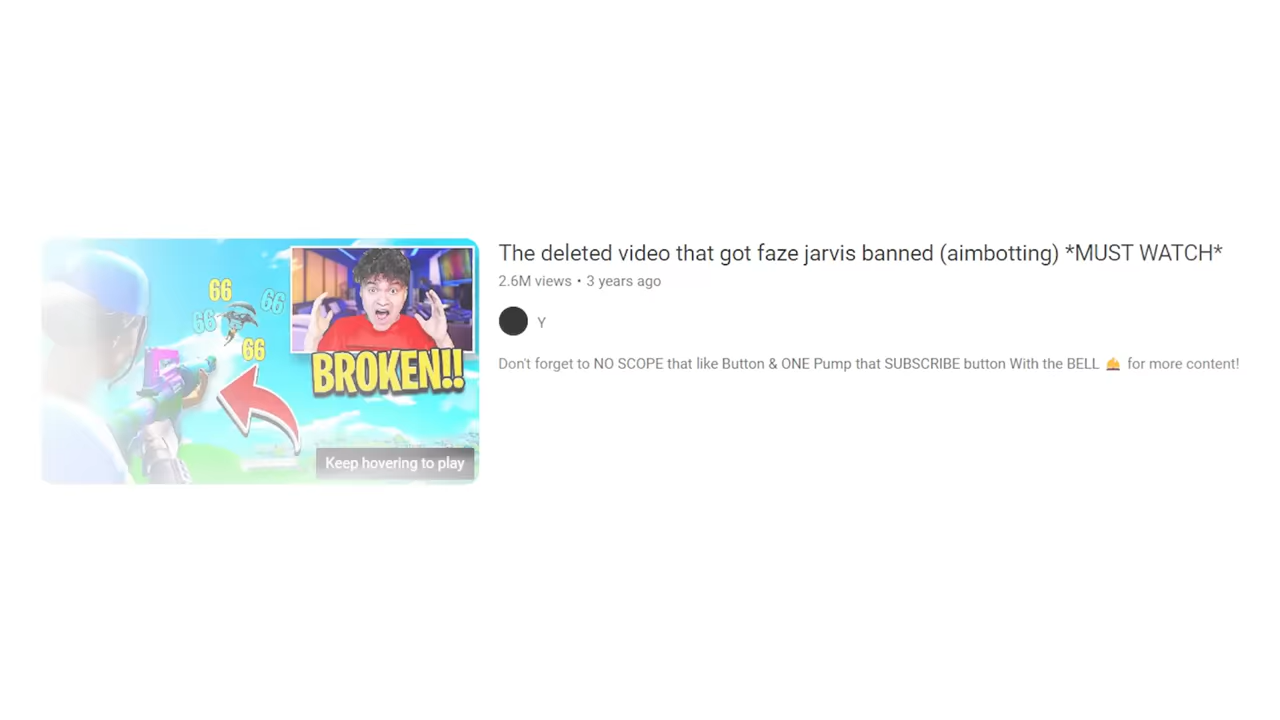 66
66
66
66
BROKEN!!
Keep hovering to play
The deleted video that got faze jarvis banned (aimbotting) *MUST WATCH*
2.6M views • 3 years ago
Y
Don't forget to NO SCOPE that like Button & ONE Pump that SUBSCRIBE button With the BELL 🛎 for more content!